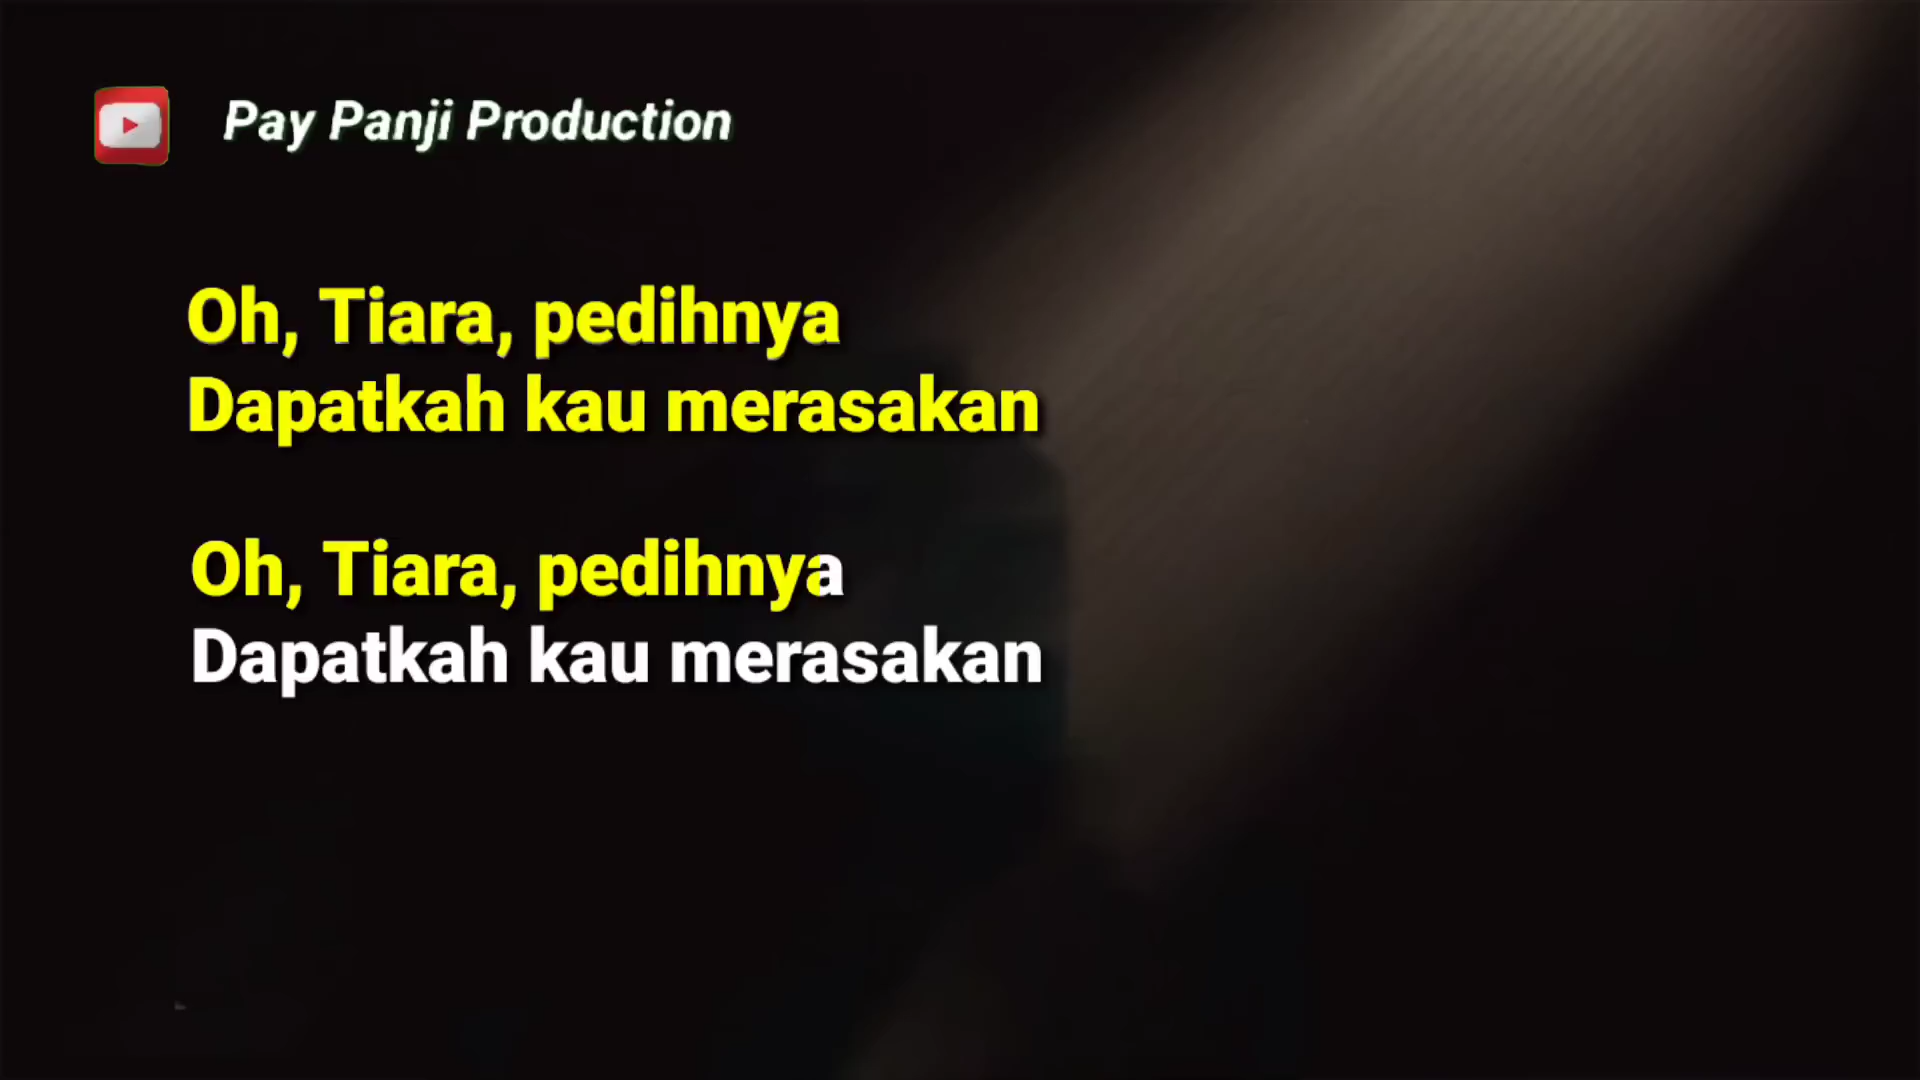 Pay Panji Production
Oh, Tiara, pedihnya
Dapatkah kau merasakan
Oh, Tiara, pedihnya
Dapatkah kau merasakan